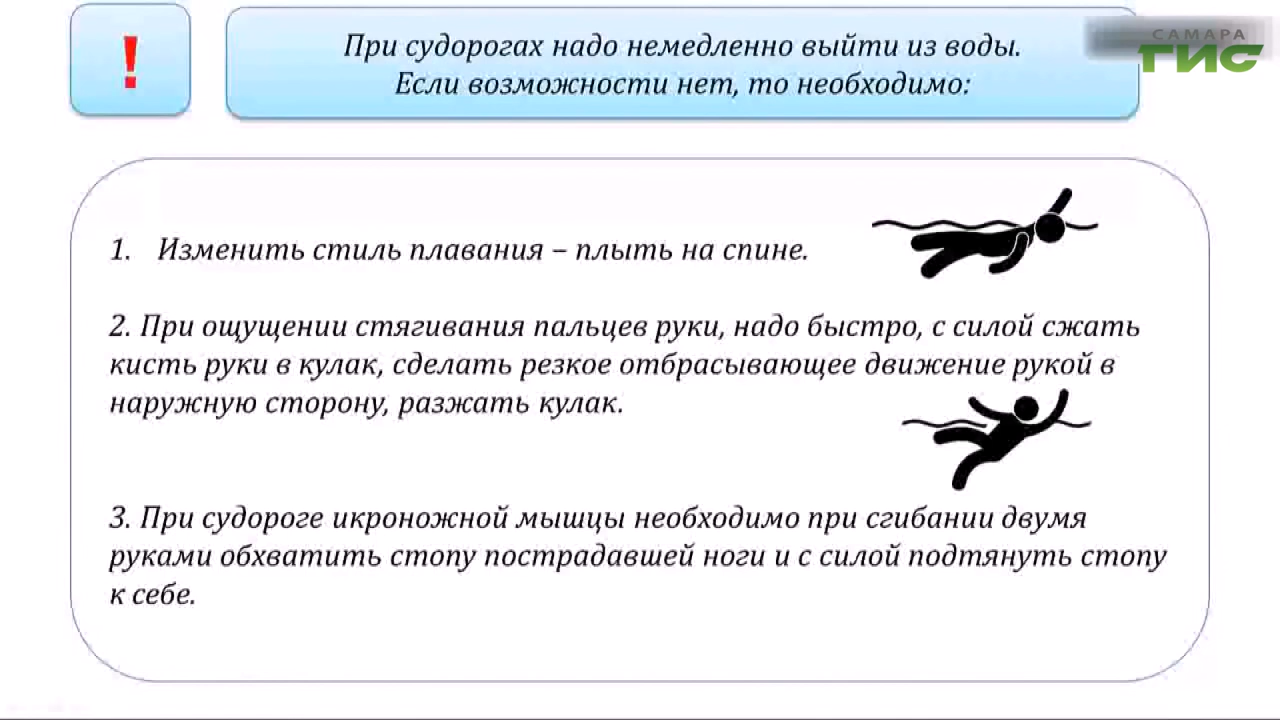 !
При судорогах надо немедленно выйти из воды.
Если возможности нет, то необходимо:
САМАРА
ГИС
1. Изменить стиль плавания – плыть на спине.
2. При ощущении стягивания пальцев руки, надо быстро, с силой сжать
кисть руки в кулак, сделать резкое отбрасывающее движение рукой в
наружную сторону, разжать кулак.
3. При судороге икроножной мышцы необходимо при сгибании двумя
руками обхватить стопу пострадавшей ноги и с силой подтянуть стопу
к себе.